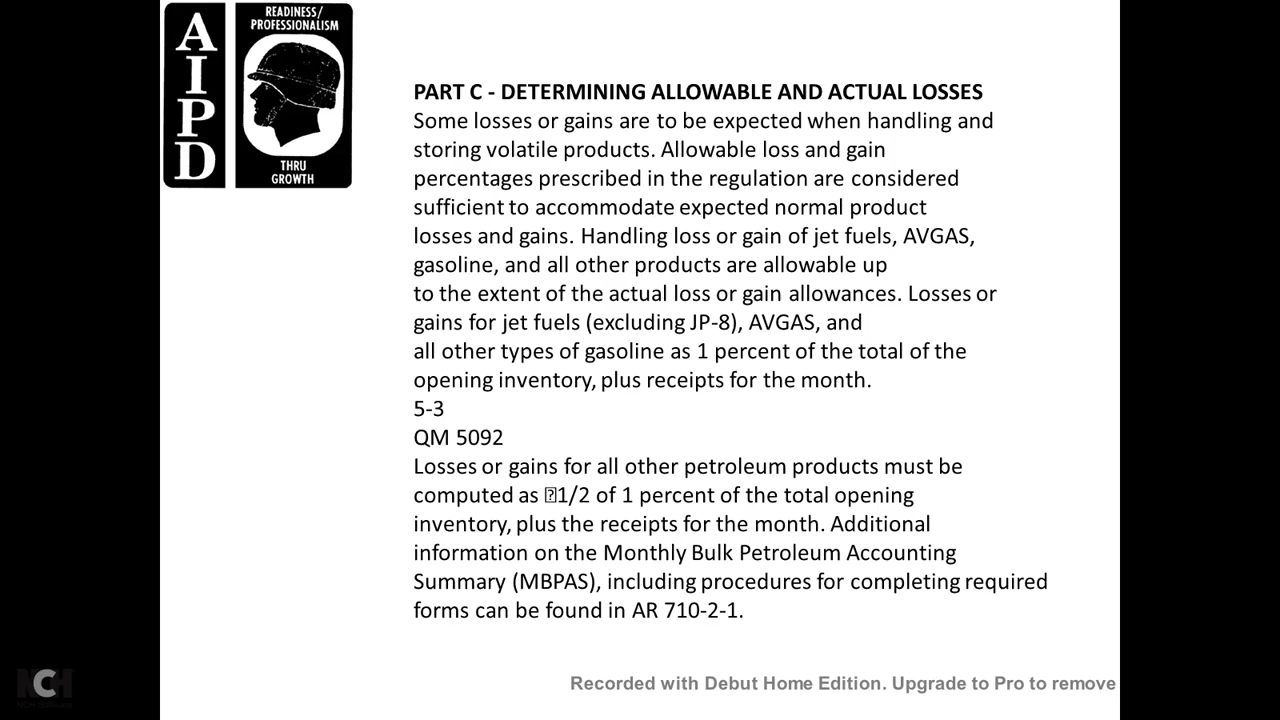 READINESS/
PROFESSIONALISM
AIPD
THRU
GROWTH
PART C - DETERMINING ALLOWABLE AND ACTUAL LOSSES
Some losses or gains are to be expected when handling and
storing volatile products. Allowable loss and gain
percentages prescribed in the regulation are considered
sufficient to accommodate expected normal product
losses and gains. Handling loss or gain of jet fuels, AVGAS,
gasoline, and all other products are allowable up
to the extent of the actual loss or gain allowances. Losses or
gains for jet fuels (excluding JP-8), AVGAS, and
all other types of gasoline as 1 percent of the total of the
opening inventory, plus receipts for the month.
5-3
QM 5092
Losses or gains for all other petroleum products must be
computed as 1/2 of 1 percent of the total opening
inventory, plus the receipts for the month. Additional
information on the Monthly Bulk Petroleum Accounting
Summary (MBPAS), including procedures for completing required
forms can be found in AR 710-2-1.
NCH
NCH Software
Recorded with Debut Home Edition. Upgrade to Pro to remove